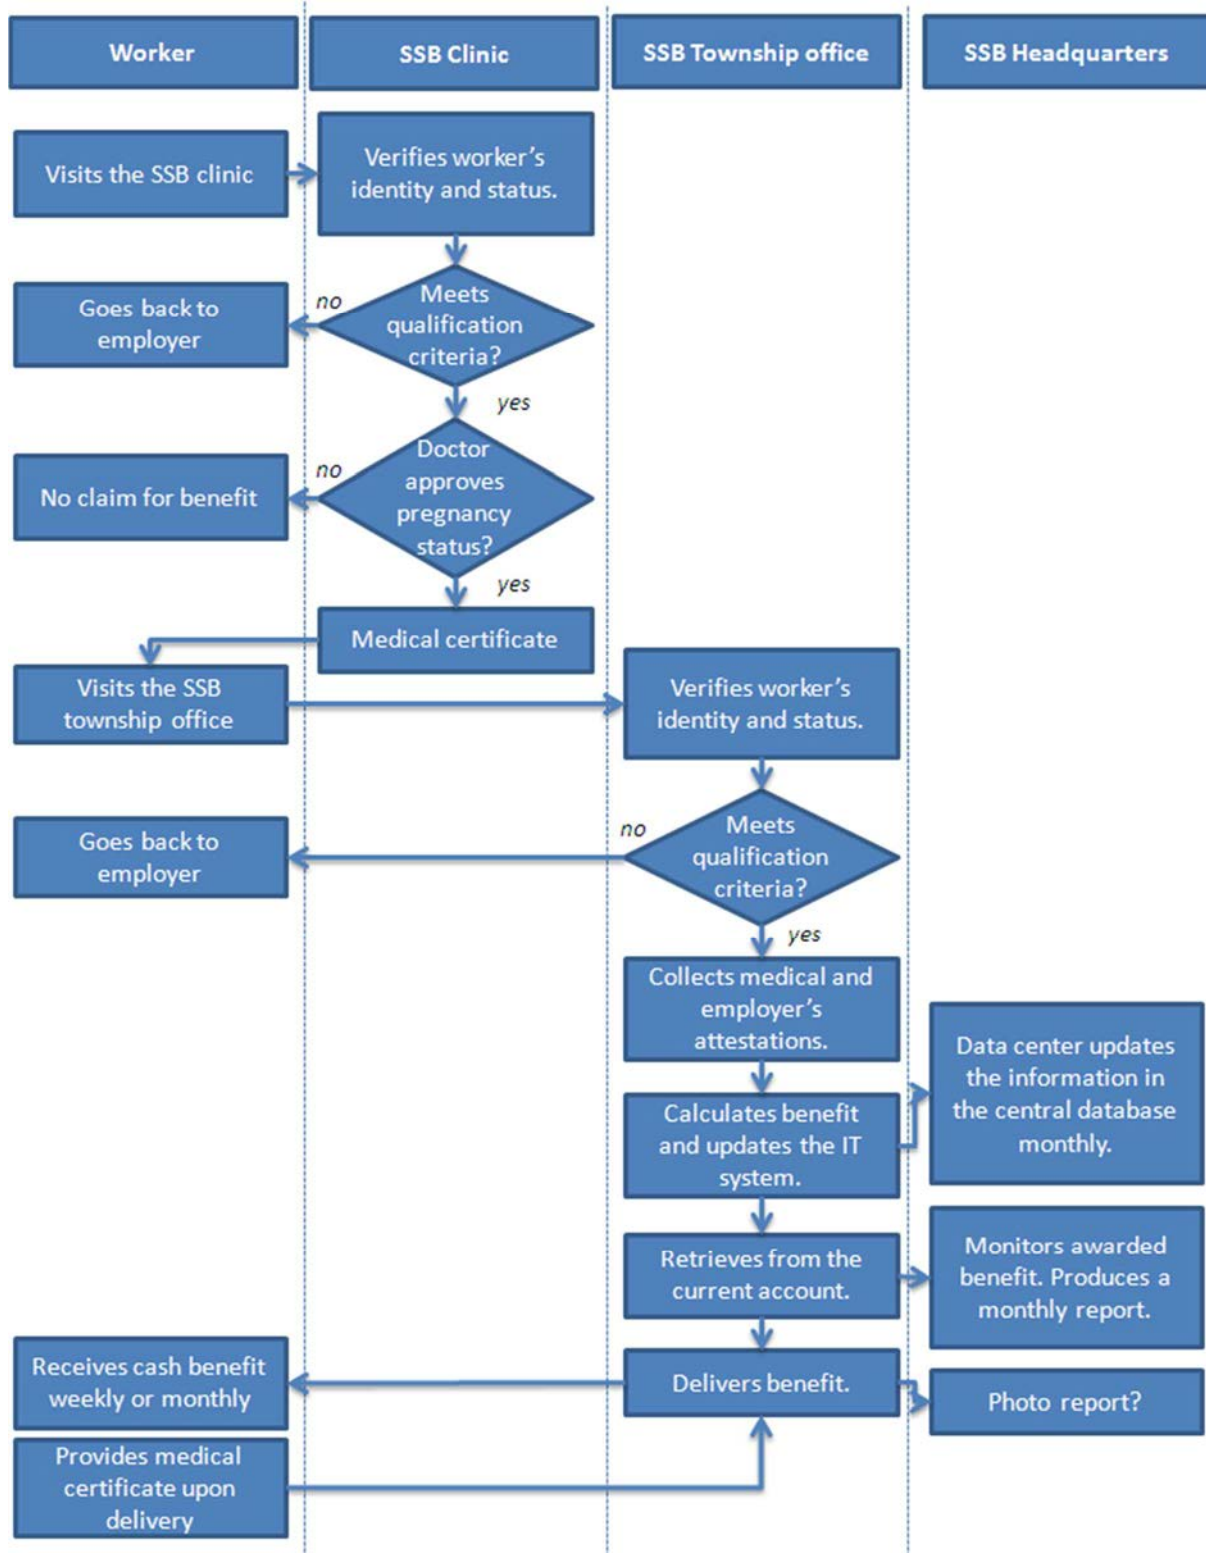 Worker
SSB Clinic
SSB Township office
SSB Headquarters
Visits the SSB clinic
Verifies worker's
identity and status.
Goes back to
employer
no
Meets
qualification
criteria?
yes
No claim for benefit
no
Doctor
approves
pregnancy
status?
yes
Medical certificate
Visits the SSB
township office
Verifies worker's
identity and status.
Goes back to
employer
no
Meets
qualification
criteria?
yes
Collects medical and
employer's
attestations.
Data center updates
the information in
the central database
monthly.
Calculates benefit
and updates the IT
system.
Retrieves from the
current account.
Monitors awarded
benefit. Produces a
monthly report.
Receives cash benefit
weekly or monthly
Delivers benefit.
Photo report?
Provides medical
certificate upon
delivery